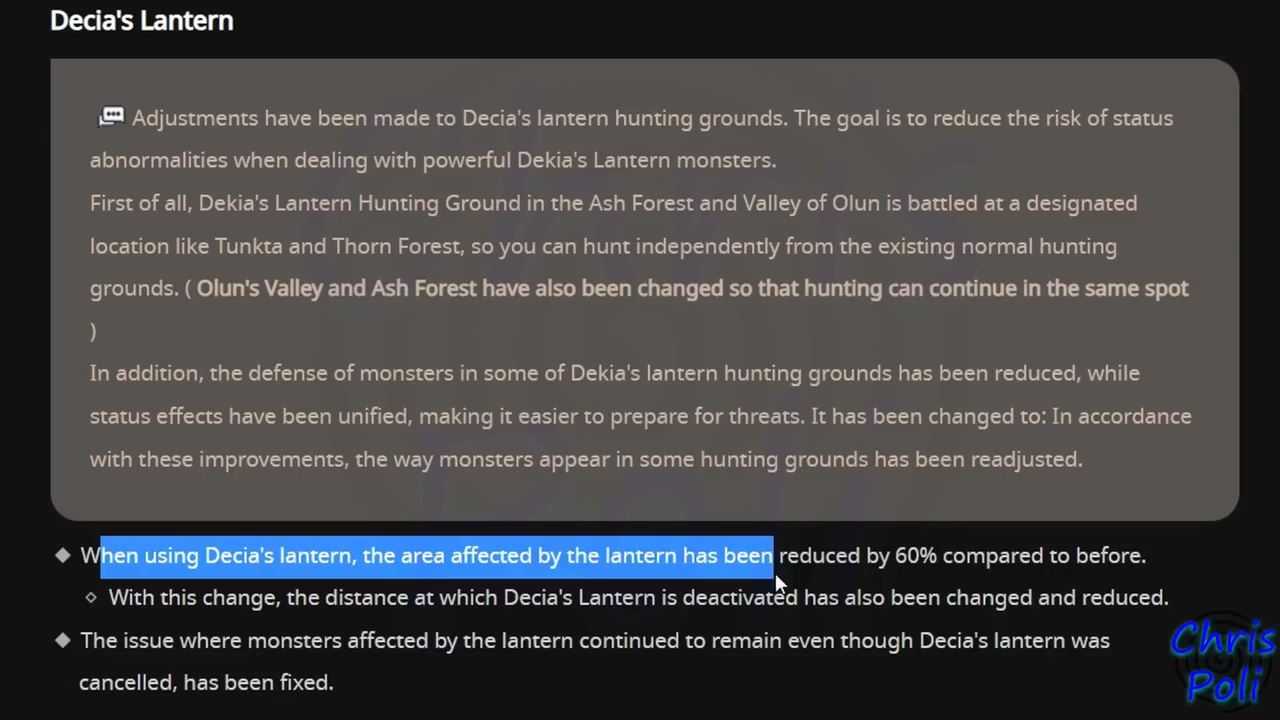 Decia's Lantern
Adjustments have been made to Decia's lantern hunting grounds. The goal is to reduce the risk of status
abnormalities when dealing with powerful Dekia's Lantern monsters.
First of all, Dekia's Lantern Hunting Ground in the Ash Forest and Valley of Olun is battled at a designated
location like Tunkta and Thorn Forest, so you can hunt independently from the existing normal hunting
grounds. ( Olun's Valley and Ash Forest have also been changed so that hunting can continue in the same spot
)
In addition, the defense of monsters in some of Dekia's lantern hunting grounds has been reduced, while
status effects have been unified, making it easier to prepare for threats. It has been changed to: In accordance
with these improvements, the way monsters appear in some hunting grounds has been readjusted.
When using Decia's lantern, the area affected by the lantern has been reduced by 60% compared to before.
With this change, the distance at which Decia's Lantern is deactivated has also been changed and reduced.
The issue where monsters affected by the lantern continued to remain even though Decia's lantern was
cancelled, has been fixed.
Chris
Poli
Chris
Poli